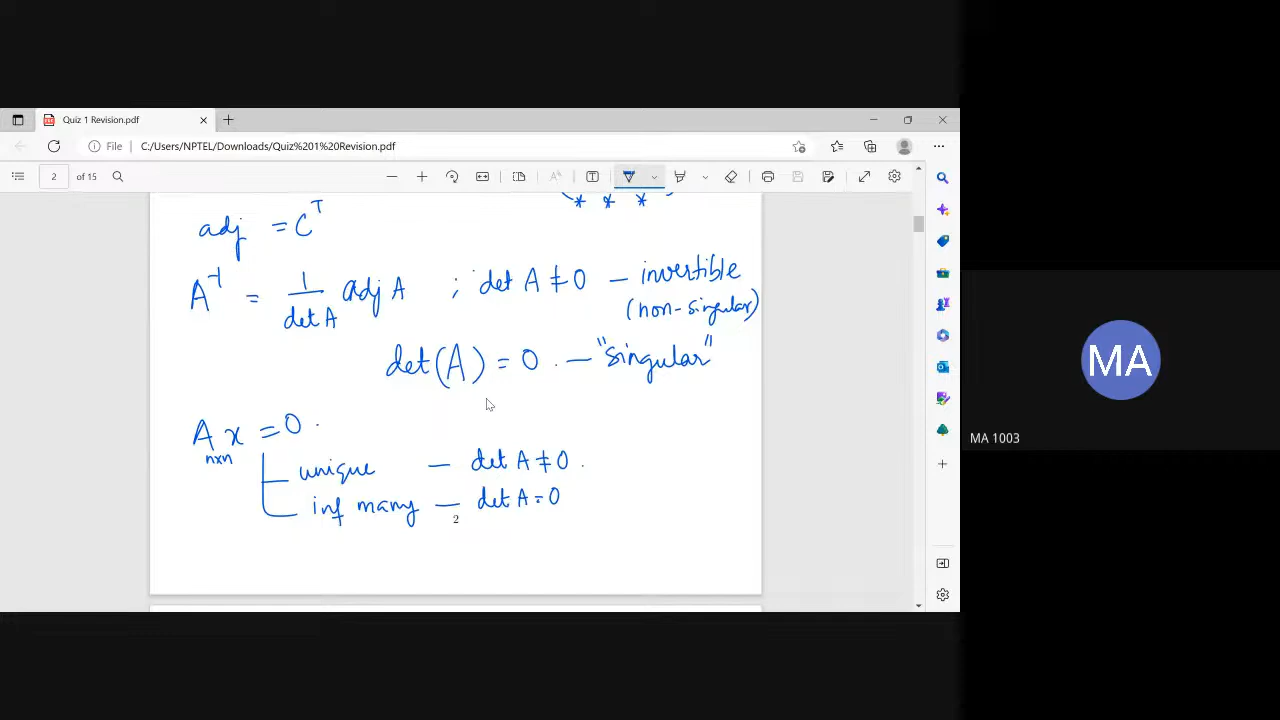 Quiz 1 Revision.pdf
File C:/Users/NPTEL/Downloads/Quiz%201%20Revision.pdf
2 of 15
* * *
adj = C^T
A^-1 = 1/det A adj A ; det A ≠ 0 — invertible
(non-singular)
det(A) = 0. — "singular"
A x = 0.
n×n
unique — det A ≠ 0.
inf many — det A = 0
2
MA
MA 1003